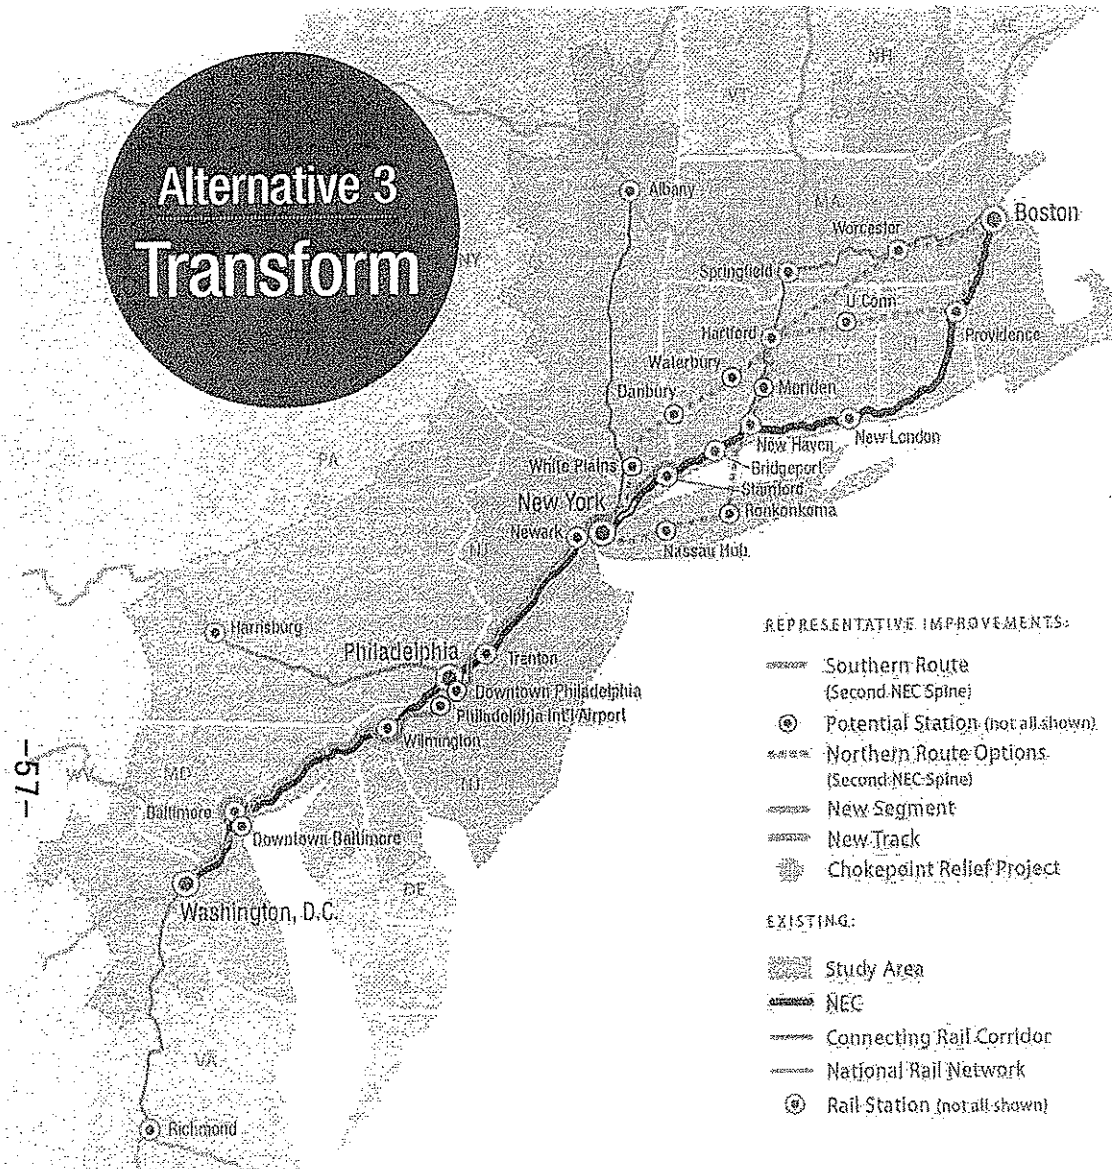 Alternative 3
Transform
NH
VT
NY
MA
Albany
Boston
Worcester
Springfield
U Conn
Hartford
Providence
Waterbury
Danbury
Meriden
New London
New Haven
Bridgeport
Stamford
White Plains
New York
Ronkonkoma
Newark
Nassau Hub
PA
NJ
Harrisburg
Philadelphia
Trenton
Downtown Philadelphia
Philadelphia Int'l Airport
Wilmington
MD
NJ
Baltimore
Downtown Baltimore
DE
Washington, D.C.
VA
Richmond
-57-
REPRESENTATIVE IMPROVEMENTS:
Southern Route
(Second NEC Spine)
Potential Station (not all shown)
Northern Route Options
(Second NEC Spine)
New Segment
New Track
Chokepoint Relief Project
EXISTING:
Study Area
NEC
Connecting Rail Corridor
National Rail Network
Rail Station (not all shown)